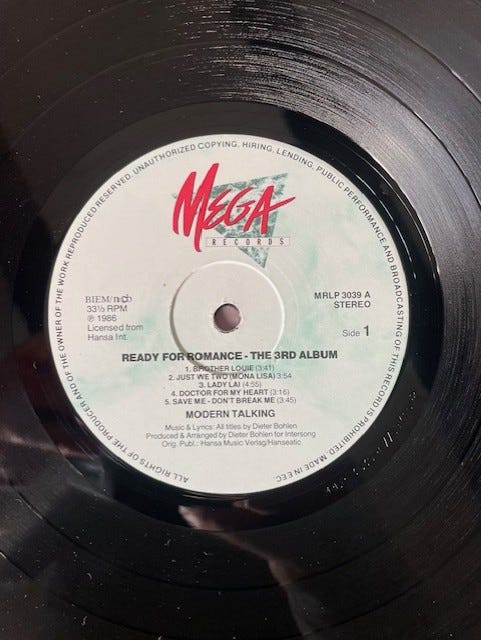 ALL RIGHTS OF THE PRODUCER AND OF THE OWNER OF THE WORK REPRODUCED RESERVED. UNAUTHORIZED COPYING, HIRING, LENDING, PUBLIC PERFORMANCE AND BROADCASTING OF THIS RECORD IS PROHIBITED. MADE IN EEC.
MEGA
RECORDS
BIEM/n©b
33⅓ RPM
℗ 1986
Licensed from
Hansa Int.
MRLP 3039 A
STEREO
Side 1
READY FOR ROMANCE - THE 3RD ALBUM
1. BROTHER LOUIE (3:41)
2. JUST WE TWO (MONA LISA) 3:54
3. LADY LAI (4:55)
4. DOCTOR FOR MY HEART (3:16)
5. SAVE ME - DON'T BREAK ME (3:45)
MODERN TALKING
Music & Lyrics: All titles by Dieter Bohlen
Produced & Arranged by Dieter Bohlen for Intersong
Orig. Publ.: Hansa Music Verlag/Hanseatic